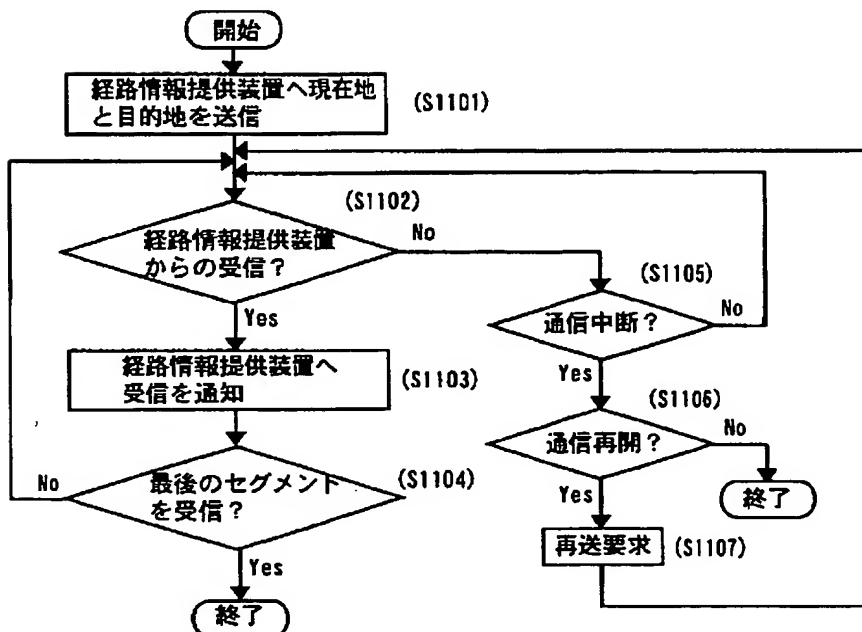 開始
経路情報提供装置へ現在地
と目的地を送信
(S1101)
(S1102)
経路情報提供装置
からの受信？
No
Yes
(S1105)
通信中断？
No
Yes
経路情報提供装置へ
受信を通知
(S1103)
(S1106)
通信再開？
No
Yes
終了
最後のセグメント
を受信？
(S1104)
No
Yes
終了
再送要求
(S1107)